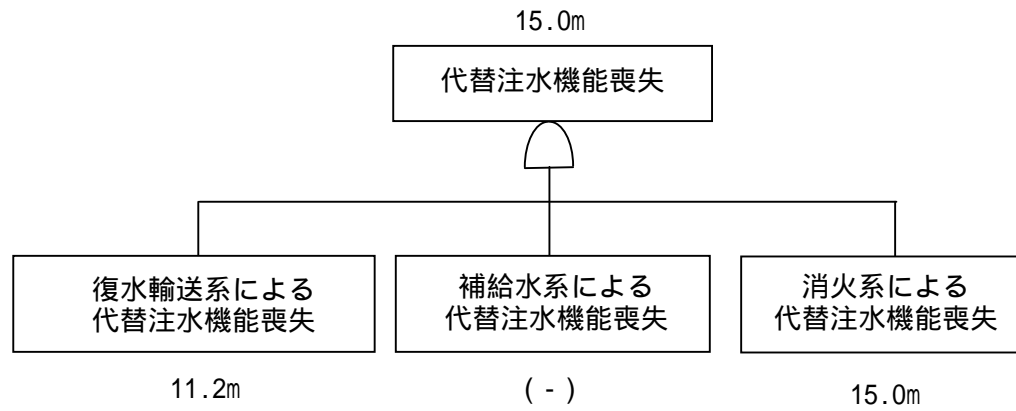 15.0m
代替注水機能喪失
復水輸送系による
代替注水機能喪失
補給水系による
代替注水機能喪失
消火系による
代替注水機能喪失
11.2m
( - )
15.0m